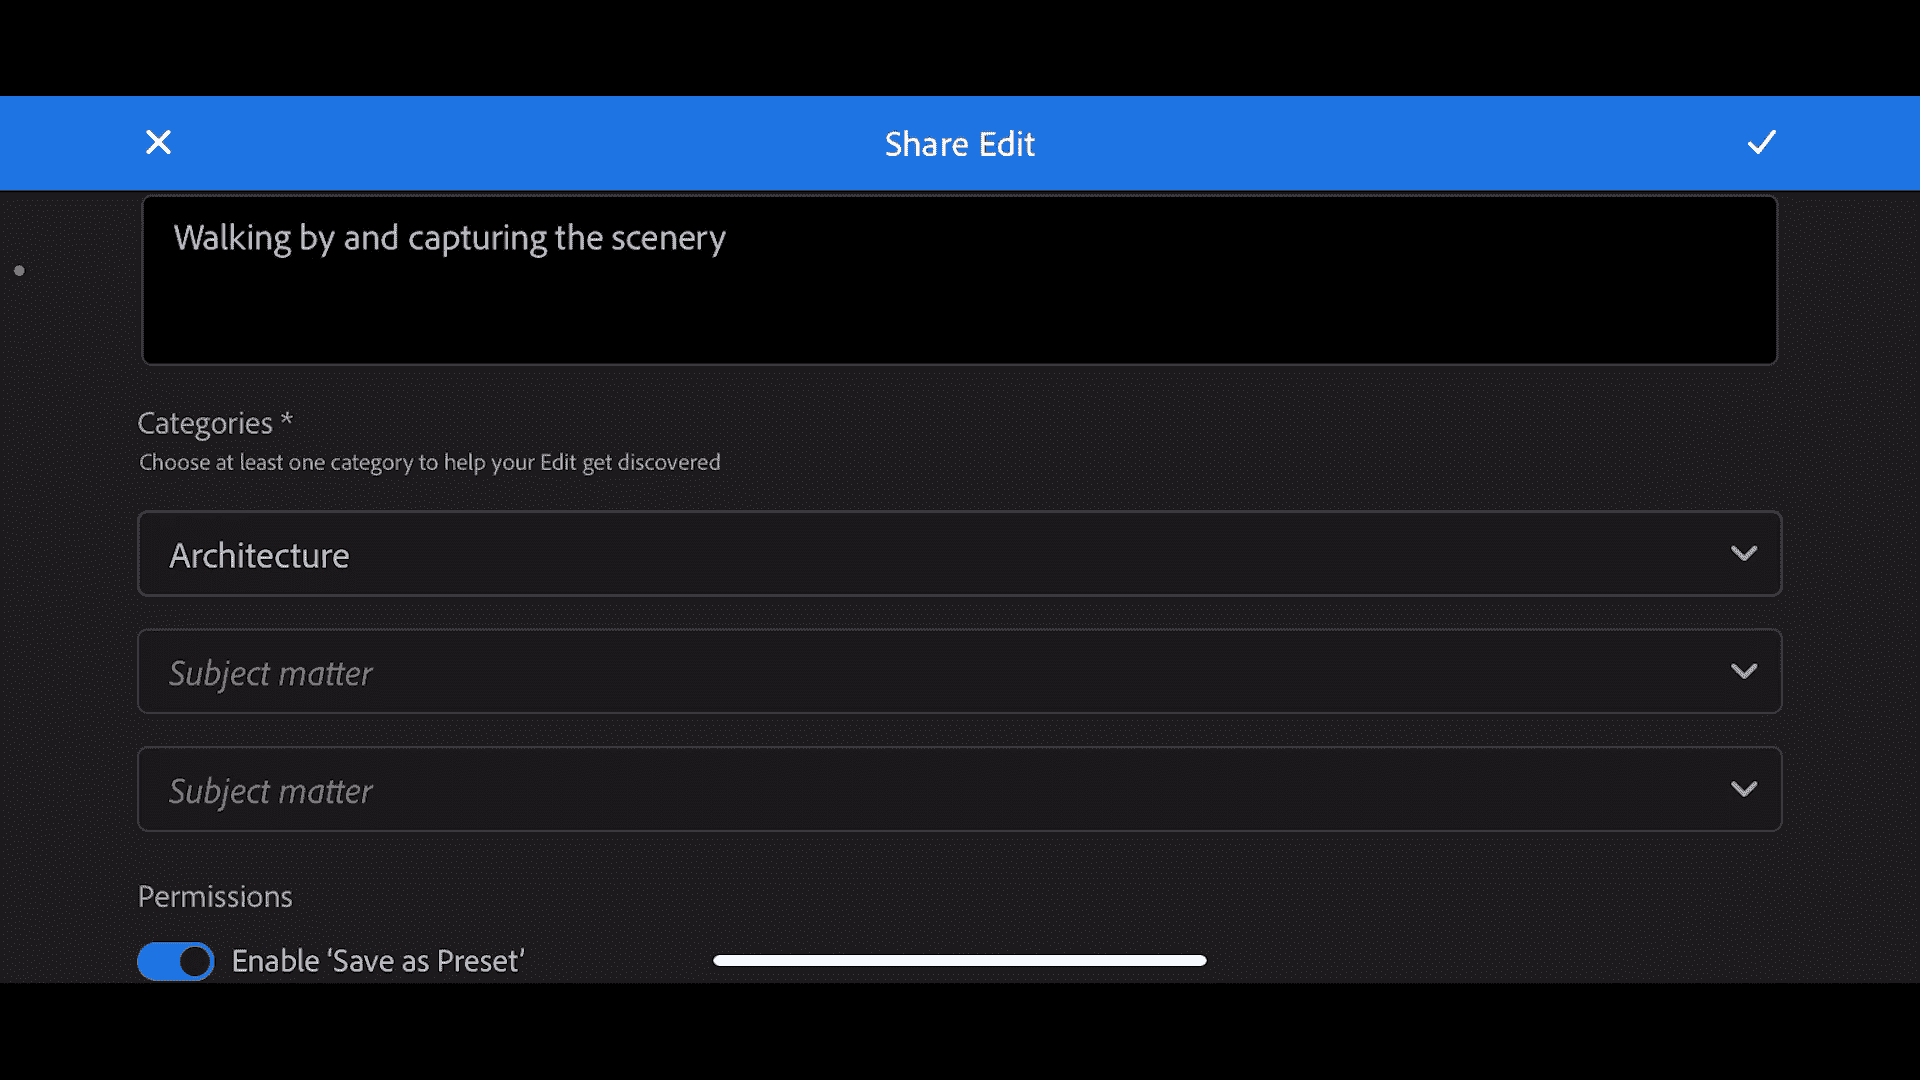 Share Edit
Walking by and capturing the scenery
Categories *
Choose at least one category to help your Edit get discovered
Architecture
Subject matter
Subject matter
Permissions
Enable ‘Save as Preset’